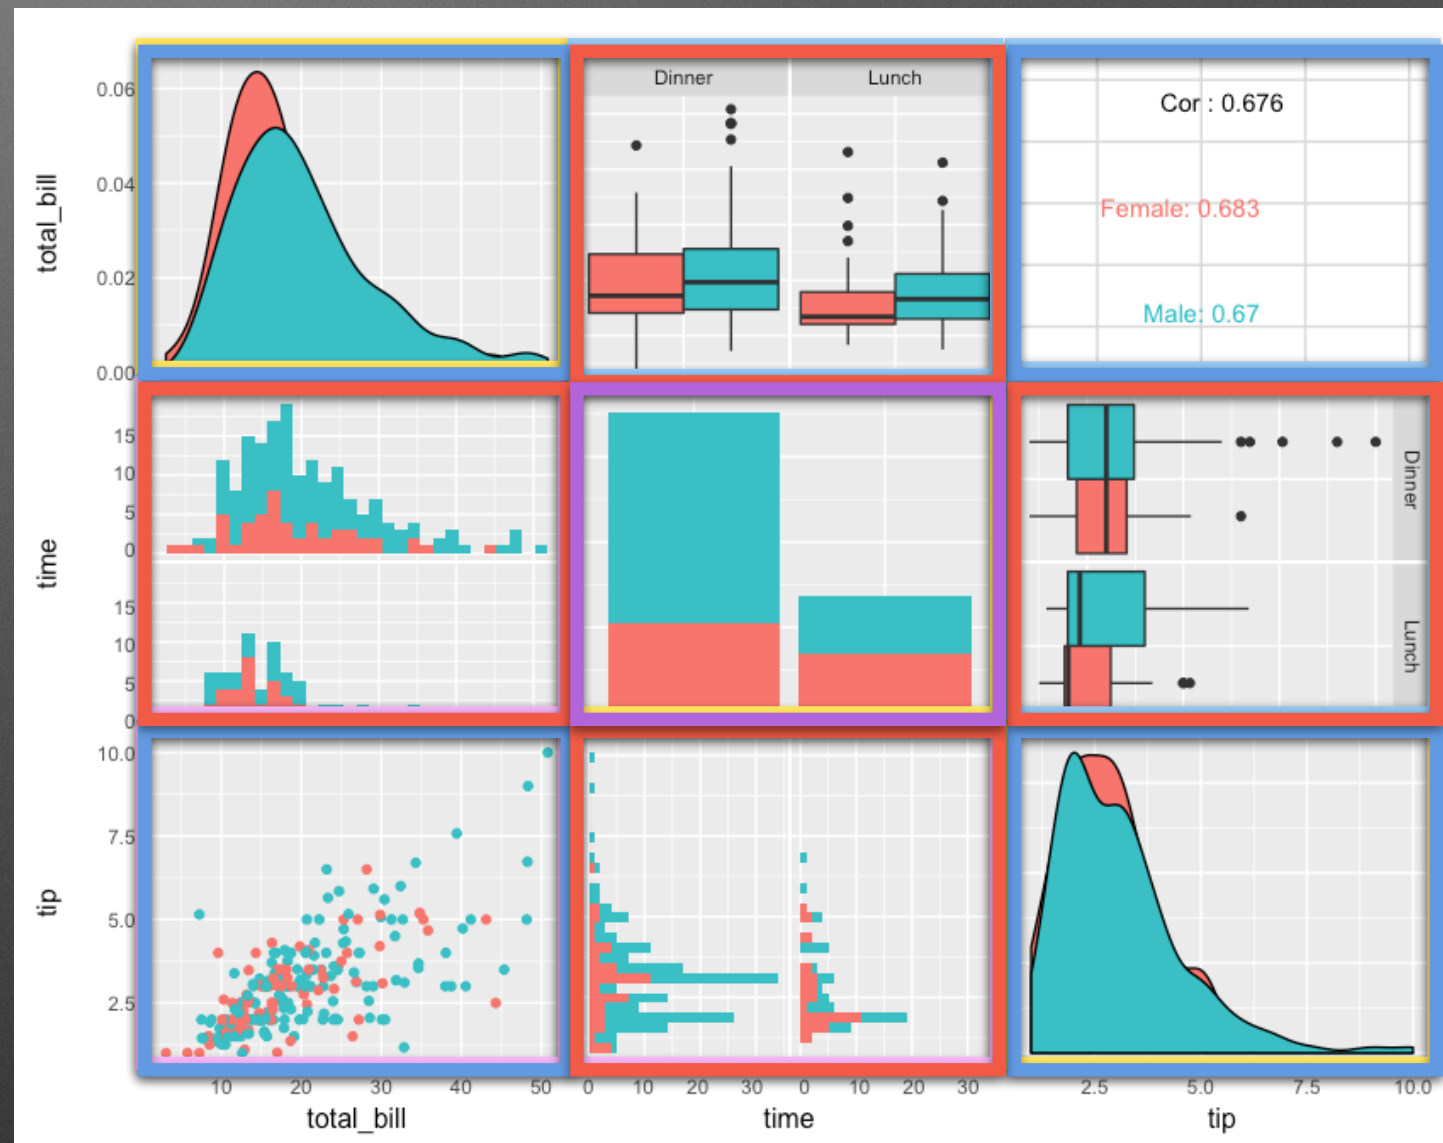 Dinner Lunch
0.06
Cor : 0.676
total_bill
0.04
Female: 0.683
0.02
Male: 0.67
0.00
15
10
5
0
Dinner
time
15
10
5
0
Lunch
10.0
7.5
tip
5.0
2.5
10 20 30 40 50 0 10 20 30 0 10 20 30 2.5 5.0 7.5 10.0
total_bill time tip